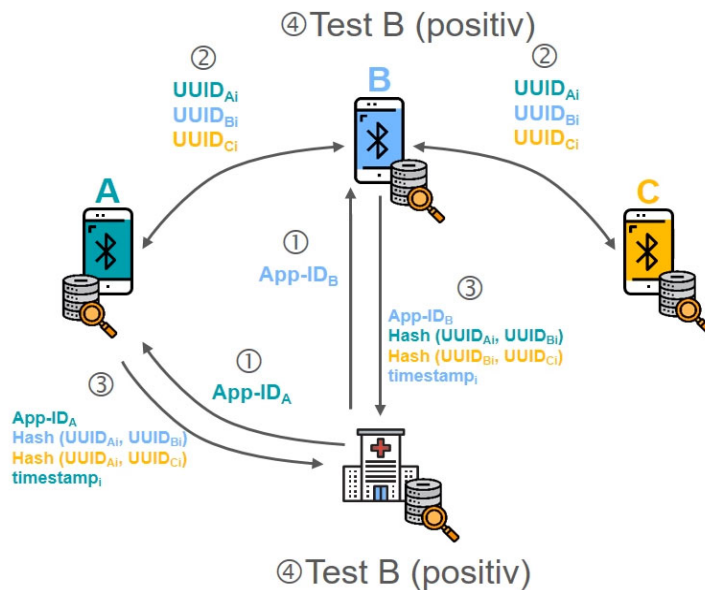 ④Test B (positiv)
②
UUIDAi
UUIDBi
UUIDCi
B
②
UUIDAi
UUIDBi
UUIDCi
A
C
①
App-IDB
③
App-IDB
Hash (UUIDAi, UUIDBi)
Hash (UUIDBi, UUIDCi)
timestampi
①
App-IDA
③
App-IDA
Hash (UUIDAi, UUIDBi)
Hash (UUIDAi, UUIDCi)
timestampi
④Test B (positiv)